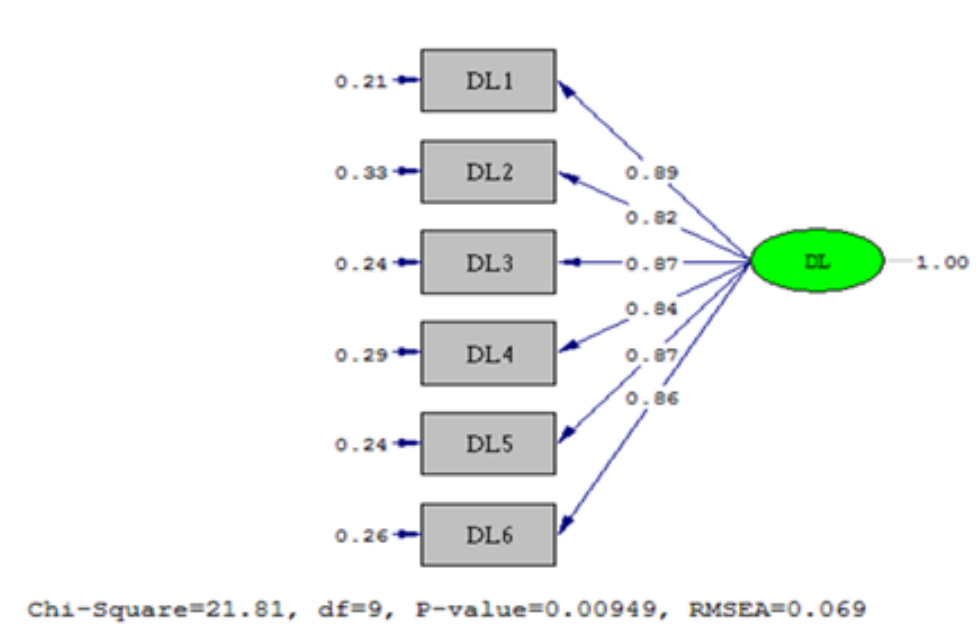 0.21 DL1
0.89
0.33 DL2
0.82
0.24 DL3 0.87 DL 1.00
0.84
0.29 DL4 0.87
0.86
0.24 DL5
0.26 DL6
Chi-Square=21.81, df=9, P-value=0.00949, RMSEA=0.069